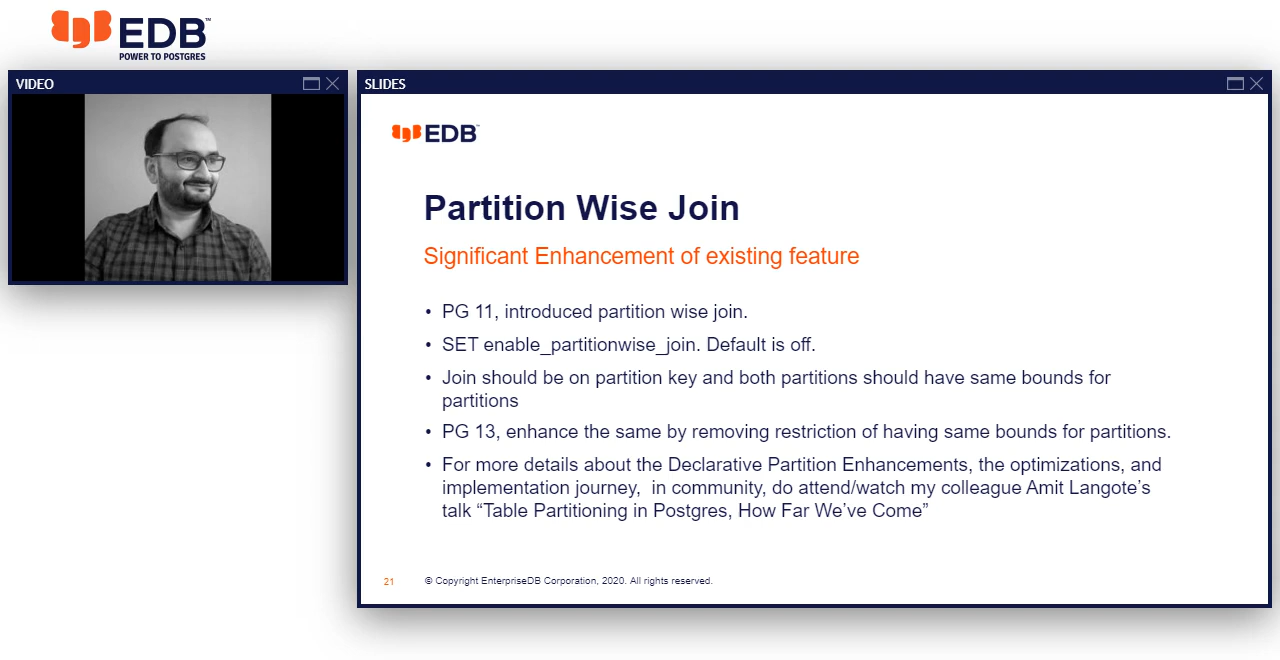 EDB™
POWER TO POSTGRES
VIDEO
SLIDES
EDB™
Partition Wise Join
Significant Enhancement of existing feature
• PG 11, introduced partition wise join.
• SET enable_partitionwise_join. Default is off.
• Join should be on partition key and both partitions should have same bounds for
partitions
• PG 13, enhance the same by removing restriction of having same bounds for partitions.
• For more details about the Declarative Partition Enhancements, the optimizations, and
implementation journey,  in community, do attend/watch my colleague Amit Langote’s
talk “Table Partitioning in Postgres, How Far We’ve Come”
21
© Copyright EnterpriseDB Corporation, 2020. All rights reserved.